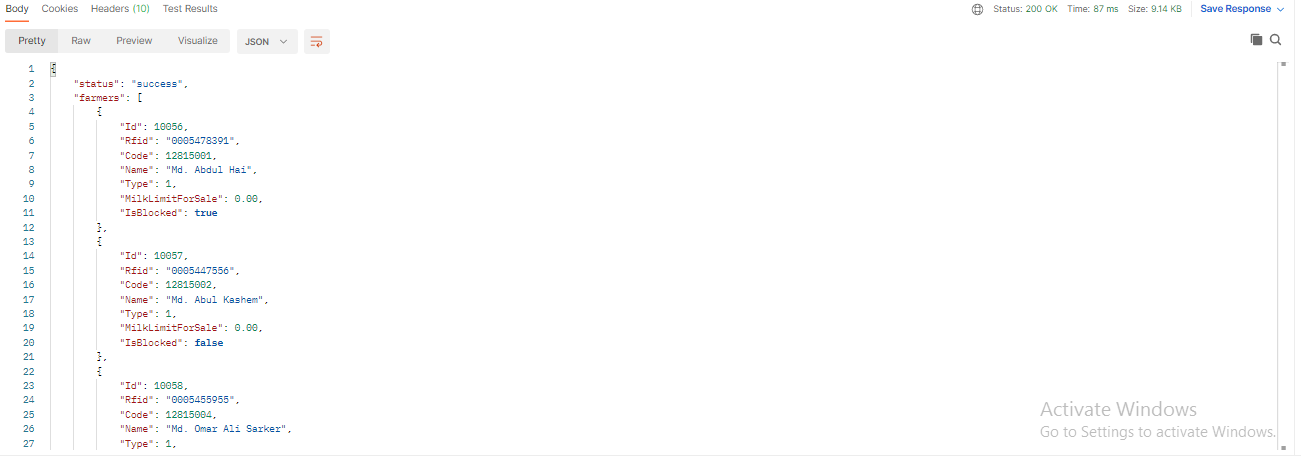 Body Cookies Headers (10) Test Results Status: 200 OK Time: 87 ms Size: 9.14 KB Save Response
Pretty Raw Preview Visualize JSON
1 {
2 "status": "success",
3 "farmers": [
4 {
5 "Id": 10056,
6 "Rfid": "0005478391",
7 "Code": 12815001,
8 "Name": "Md. Abdul Hai",
9 "Type": 1,
10 "MilkLimitForSale": 0.00,
11 "IsBlocked": true
12 },
13 {
14 "Id": 10057,
15 "Rfid": "0005447556",
16 "Code": 12815002,
17 "Name": "Md. Abul Kashem",
18 "Type": 1,
19 "MilkLimitForSale": 0.00,
20 "IsBlocked": false
21 },
22 {
23 "Id": 10058,
24 "Rfid": "0005455955",
25 "Code": 12815004,
26 "Name": "Md. Omar Ali Sarker",
27 "Type": 1,
Activate Windows
Go to Settings to activate Windows.